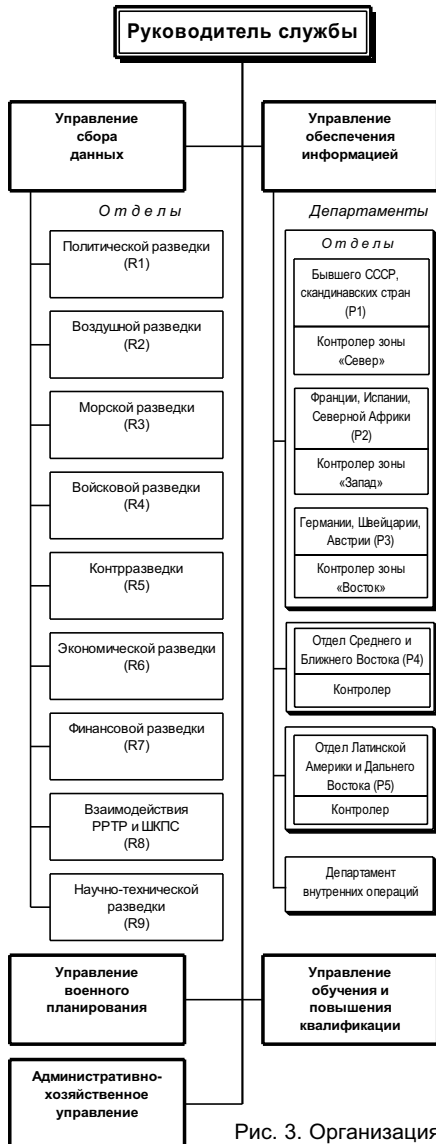 Руководитель службы
Управление
сбора
данных
Управление
обеспечения
информацией
Отделы
Политической разведки
(R1)
Воздушной разведки
(R2)
Морской разведки
(R3)
Войсковой разведки
(R4)
Контрразведки
(R5)
Экономической разведки
(R6)
Финансовой разведки
(R7)
Взаимодействия
РРТР и ШКПС
(R8)
Научно-технической
разведки
(R9)
Департаменты
Отделы
Бывшего СССР,
скандинавских стран
(P1)
Контролер зоны
«Север»
Франции, Испании,
Северной Африки
(P2)
Контролер зоны
«Запад»
Германии, Швейцарии,
Австрии (P3)
Контролер зоны
«Восток»
Отдел Среднего и
Ближнего Востока (P4)
Контролер
Отдел Латинской
Америки и Дальнего
Востока (P5)
Контролер
Департамент
внутренних операций
Управление
военного
планирования
Управление
обучения и
повышения
квалификации
Административно-
хозяйственное
управление
Рис. 3. Организация